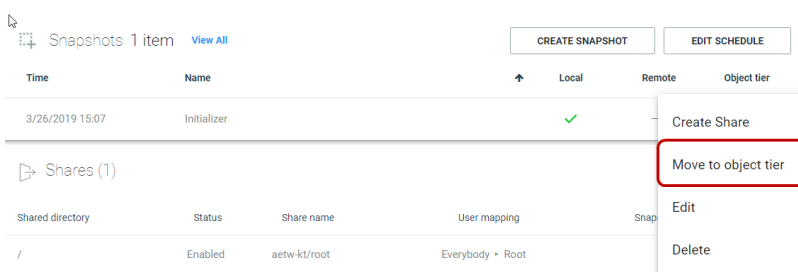 Snapshots 1 item View All CREATE SNAPSHOT EDIT SCHEDULE
Time Name Local Remote Object tier
3/26/2019 15:07 Initializer
Create Share
Move to object tier
Edit
Delete
Shares (1)
Shared directory Status Share name User mapping
/ Enabled aetw-kt/root Everybody ▸ Root